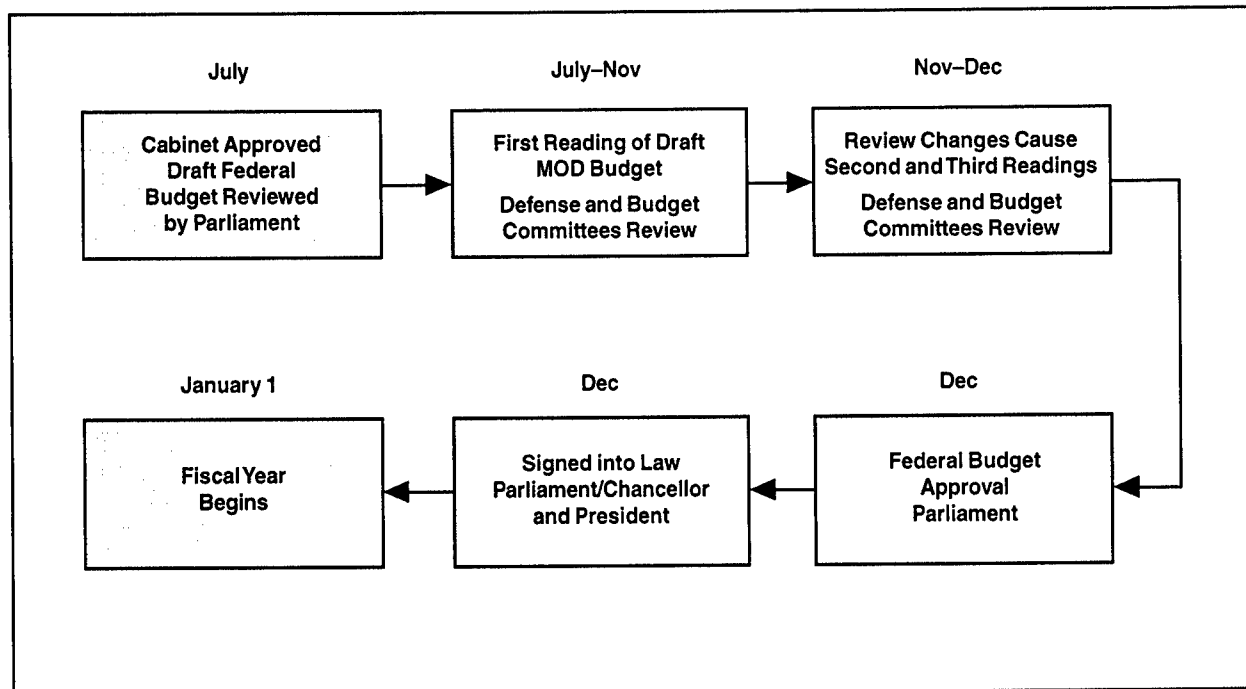 July
Cabinet Approved
Draft Federal
Budget Reviewed
by Parliament
July–Nov
First Reading of Draft
MOD Budget
Defense and Budget
Committees Review
Nov–Dec
Review Changes Cause
Second and Third Readings
Defense and Budget
Committees Review
Dec
Federal Budget
Approval
Parliament
Dec
Signed into Law
Parliament/Chancellor
and President
January 1
Fiscal Year
Begins